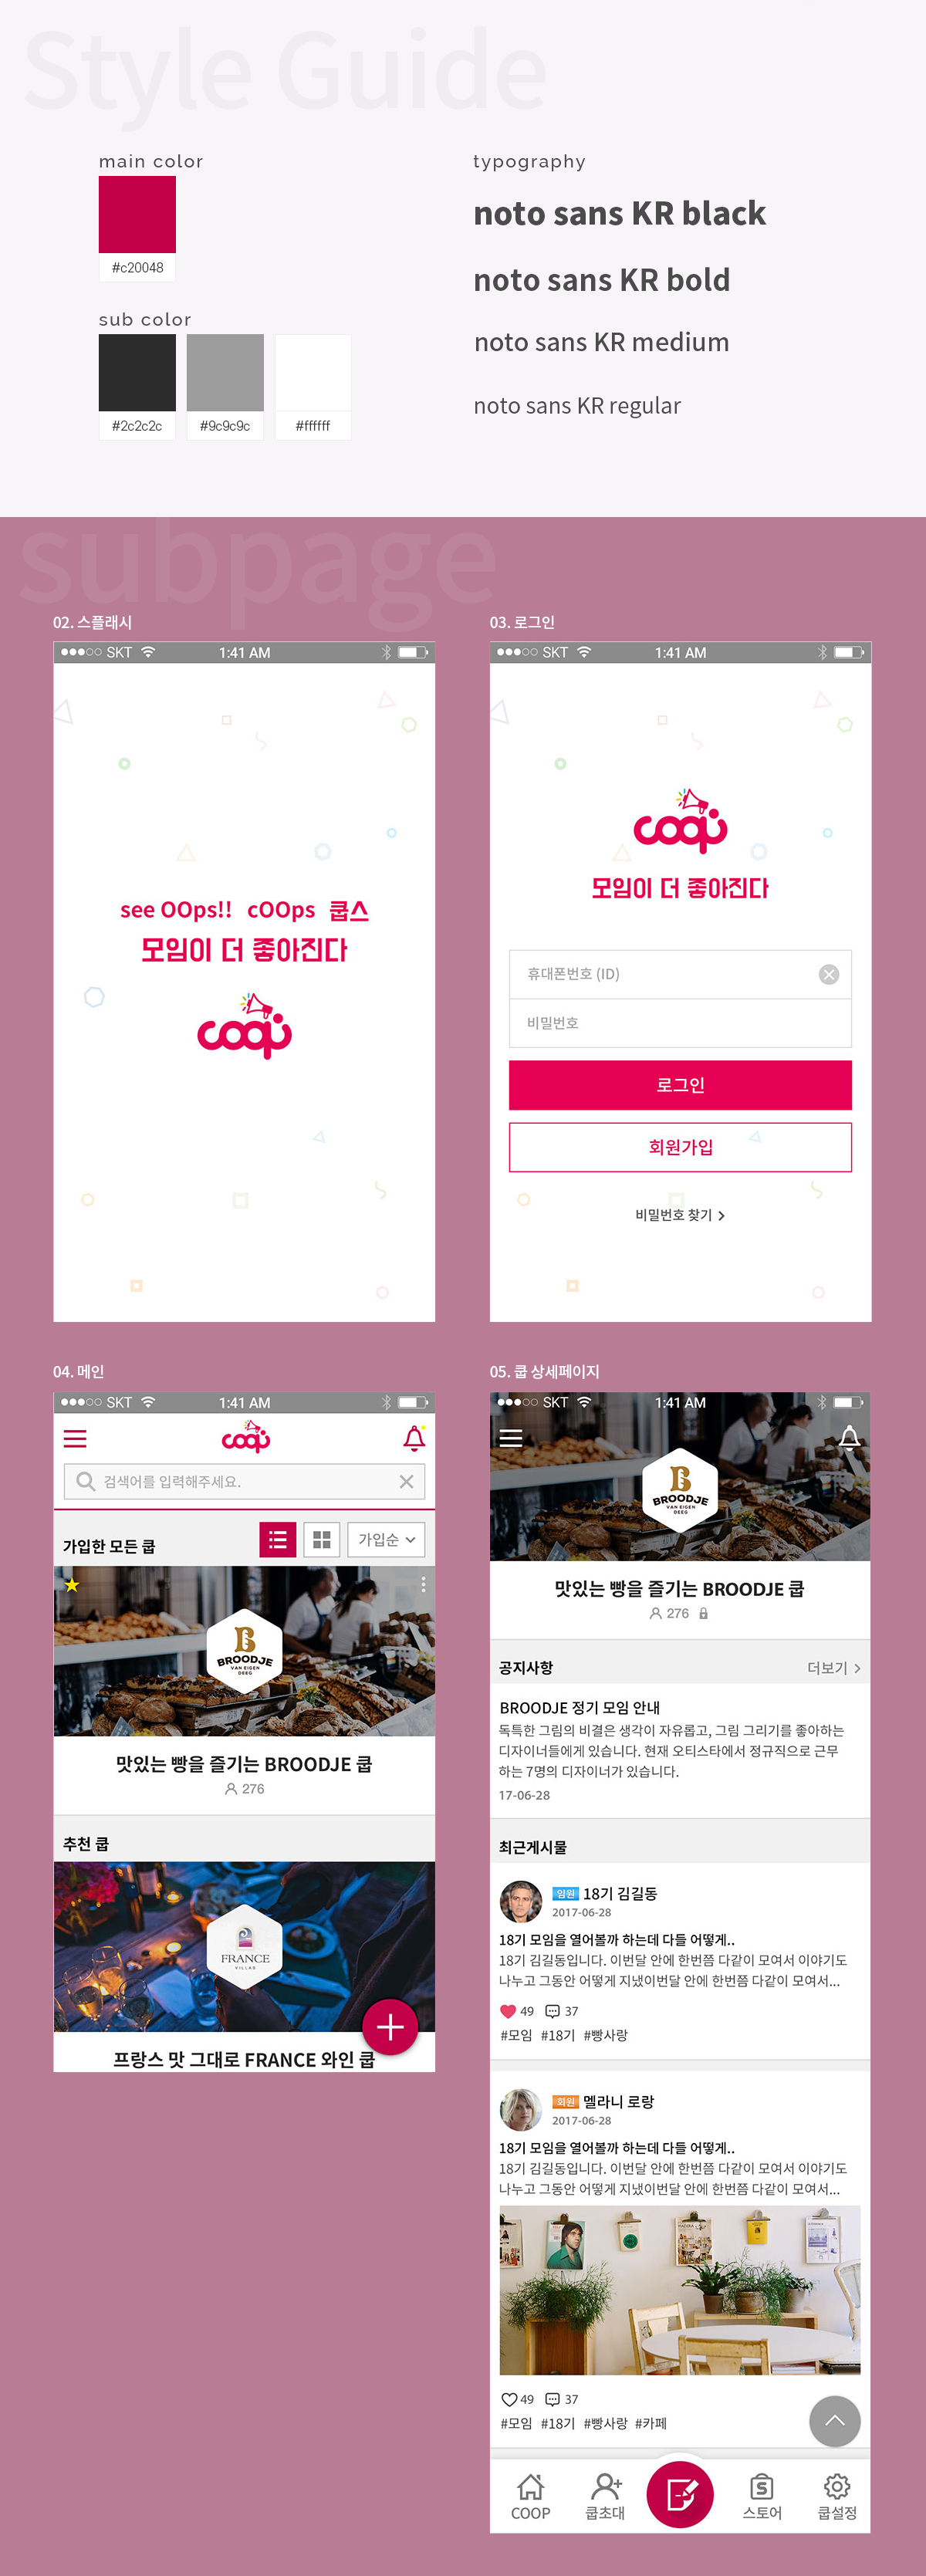 Style Guide
main color
#c20048
sub color
#2c2c2c
#9c9c9c
#ffffff
typography
noto sans KR black
noto sans KR bold
noto sans KR medium
noto sans KR regular
subpage
02. 스플래시
SKT
1:41 AM
see OOps!! cOOps 쿱스
모임이 더 좋아진다
cooqi
03. 로그인
SKT
1:41 AM
cooqi
모임이 더 좋아진다
휴대폰번호 (ID)
비밀번호
로그인
회원가입
비밀번호 찾기 >
04. 메인
SKT
1:41 AM
cooqi
검색어를 입력해주세요.
가입한 모든 쿱
가입순
B
BROODJE
VAN EIGEN
DEEG
맛있는 빵을 즐기는 BROODJE 쿱
276
추천 쿱
FRANCE
VILLAS
프랑스 맛 그대로 FRANCE 와인 쿱
05. 쿱 상세페이지
SKT
1:41 AM
B
BROODJE
VAN EIGEN
DEEG
맛있는 빵을 즐기는 BROODJE 쿱
276
공지사항
더보기 >
BROODJE 정기 모임 안내
독특한 그림의 비결은 생각이 자유롭고, 그림 그리기를 좋아하는
디자이너들에게 있습니다. 현재 오티스타에서 정규직으로 근무
하는 7명의 디자이너가 있습니다.
17-06-28
최근게시물
임원 18기 김길동
2017-06-28
18기 모임을 열어볼까 하는데 다들 어떻게..
18기 김길동입니다. 이번달 안에 한번쯤 다같이 모여서 이야기도
나누고 그동안 어떻게 지냈이번달 안에 한번쯤 다같이 모여서...
49 37
#모임 #18기 #빵사랑
회원 멜라니 로랑
2017-06-28
18기 모임을 열어볼까 하는데 다들 어떻게..
18기 김길동입니다. 이번달 안에 한번쯤 다같이 모여서 이야기도
나누고 그동안 어떻게 지냈이번달 안에 한번쯤 다같이 모여서...
49 37
#모임 #18기 #빵사랑 #카페
COOP
쿱초대
스토어
쿱설정